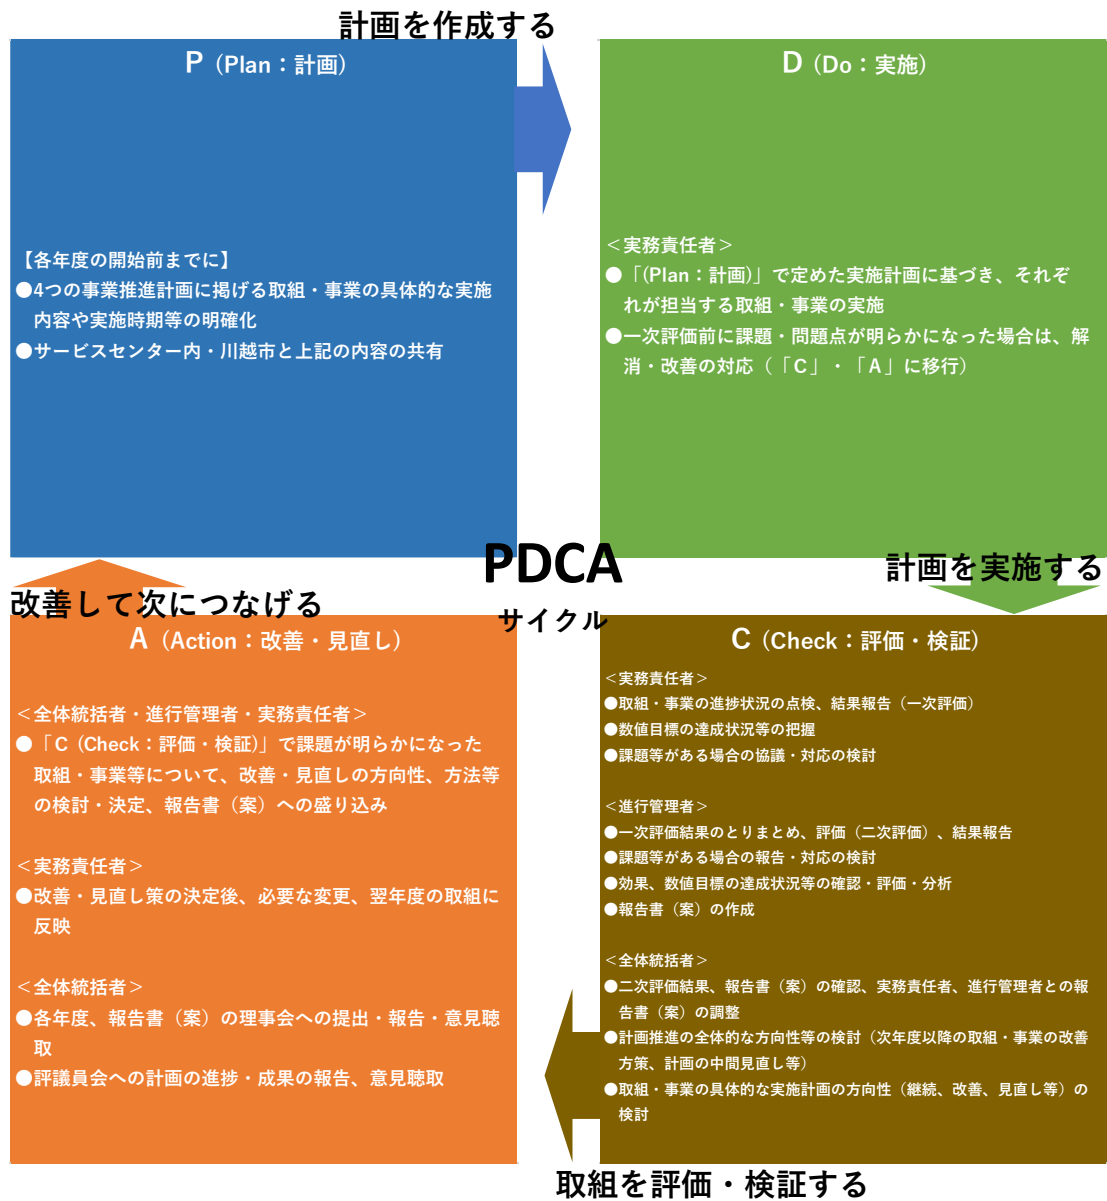 計画を作成する
P（Plan：計画）
【各年度の開始前までに】
●4つの事業推進計画に掲げる取組・事業の具体的な実施
内容や実施時期等の明確化
●サービスセンター内・川越市と上記の内容の共有
D（Do：実施）
＜実務責任者＞
●「(Plan：計画)」で定めた実施計画に基づき、それぞ
れが担当する取組・事業の実施
●一次評価前に課題・問題点が明らかになった場合は、解
消・改善の対応（「C」・「A」に移行）
PDCA
サイクル
計画を実施する
改善して次につなげる
A（Action：改善・見直し）
＜全体統括者・進行管理者・実務責任者＞
●「C（Check：評価・検証)」で課題が明らかになった
取組・事業等について、改善・見直しの方向性、方法等
の検討・決定、報告書（案）への盛り込み
＜実務責任者＞
●改善・見直し策の決定後、必要な変更、翌年度の取組に
反映
＜全体統括者＞
●各年度、報告書（案）の理事会への提出・報告・意見聴
取
●評議員会への計画の進捗・成果の報告、意見聴取
C（Check：評価・検証）
＜実務責任者＞
●取組・事業の進捗状況の点検、結果報告（一次評価）
●数値目標の達成状況等の把握
●課題等がある場合の協議・対応の検討
＜進行管理者＞
●一次評価結果のとりまとめ、評価（二次評価）、結果報告
●課題等がある場合の報告・対応の検討
●効果、数値目標の達成状況等の確認・評価・分析
●報告書（案）の作成
＜全体統括者＞
●二次評価結果、報告書（案）の確認、実務責任者、進行管理者との報
告書（案）の調整
●計画推進の全体的な方向性等の検討（次年度以降の取組・事業の改善
方策、計画の中間見直し等）
●取組・事業の具体的な実施計画の方向性（継続、改善、見直し等）の
検討
取組を評価・検証する